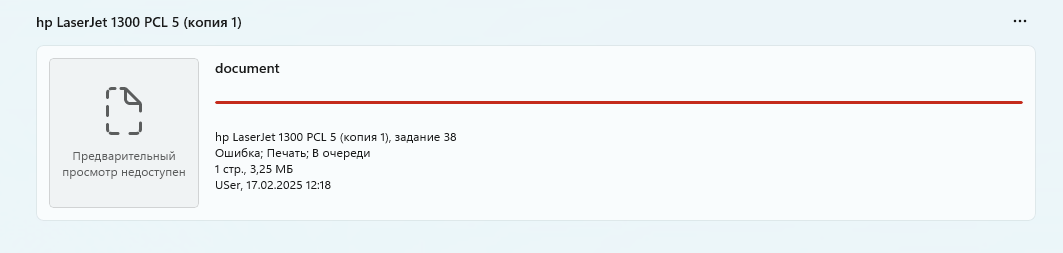 hp LaserJet 1300 PCL 5 (копия 1)
...
document
Предварительный
просмотр недоступен
hp LaserJet 1300 PCL 5 (копия 1), задание 38
Ошибка; Печать; В очереди
1 стр., 3,25 МБ
USer, 17.02.2025 12:18